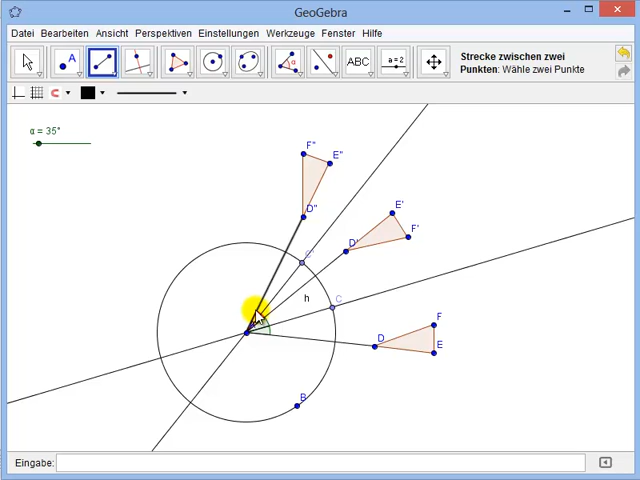 GeoGebra
Datei Bearbeiten Ansicht Perspektiven Einstellungen Werkzeuge Fenster Hilfe
A
ABC
a = 2
α
Strecke zwischen zwei
Punkten: Wähle zwei Punkte
α = 35°
F"
E"
D"
E'
F'
D'
C'
h
C
F
D
E
B
Eingabe: